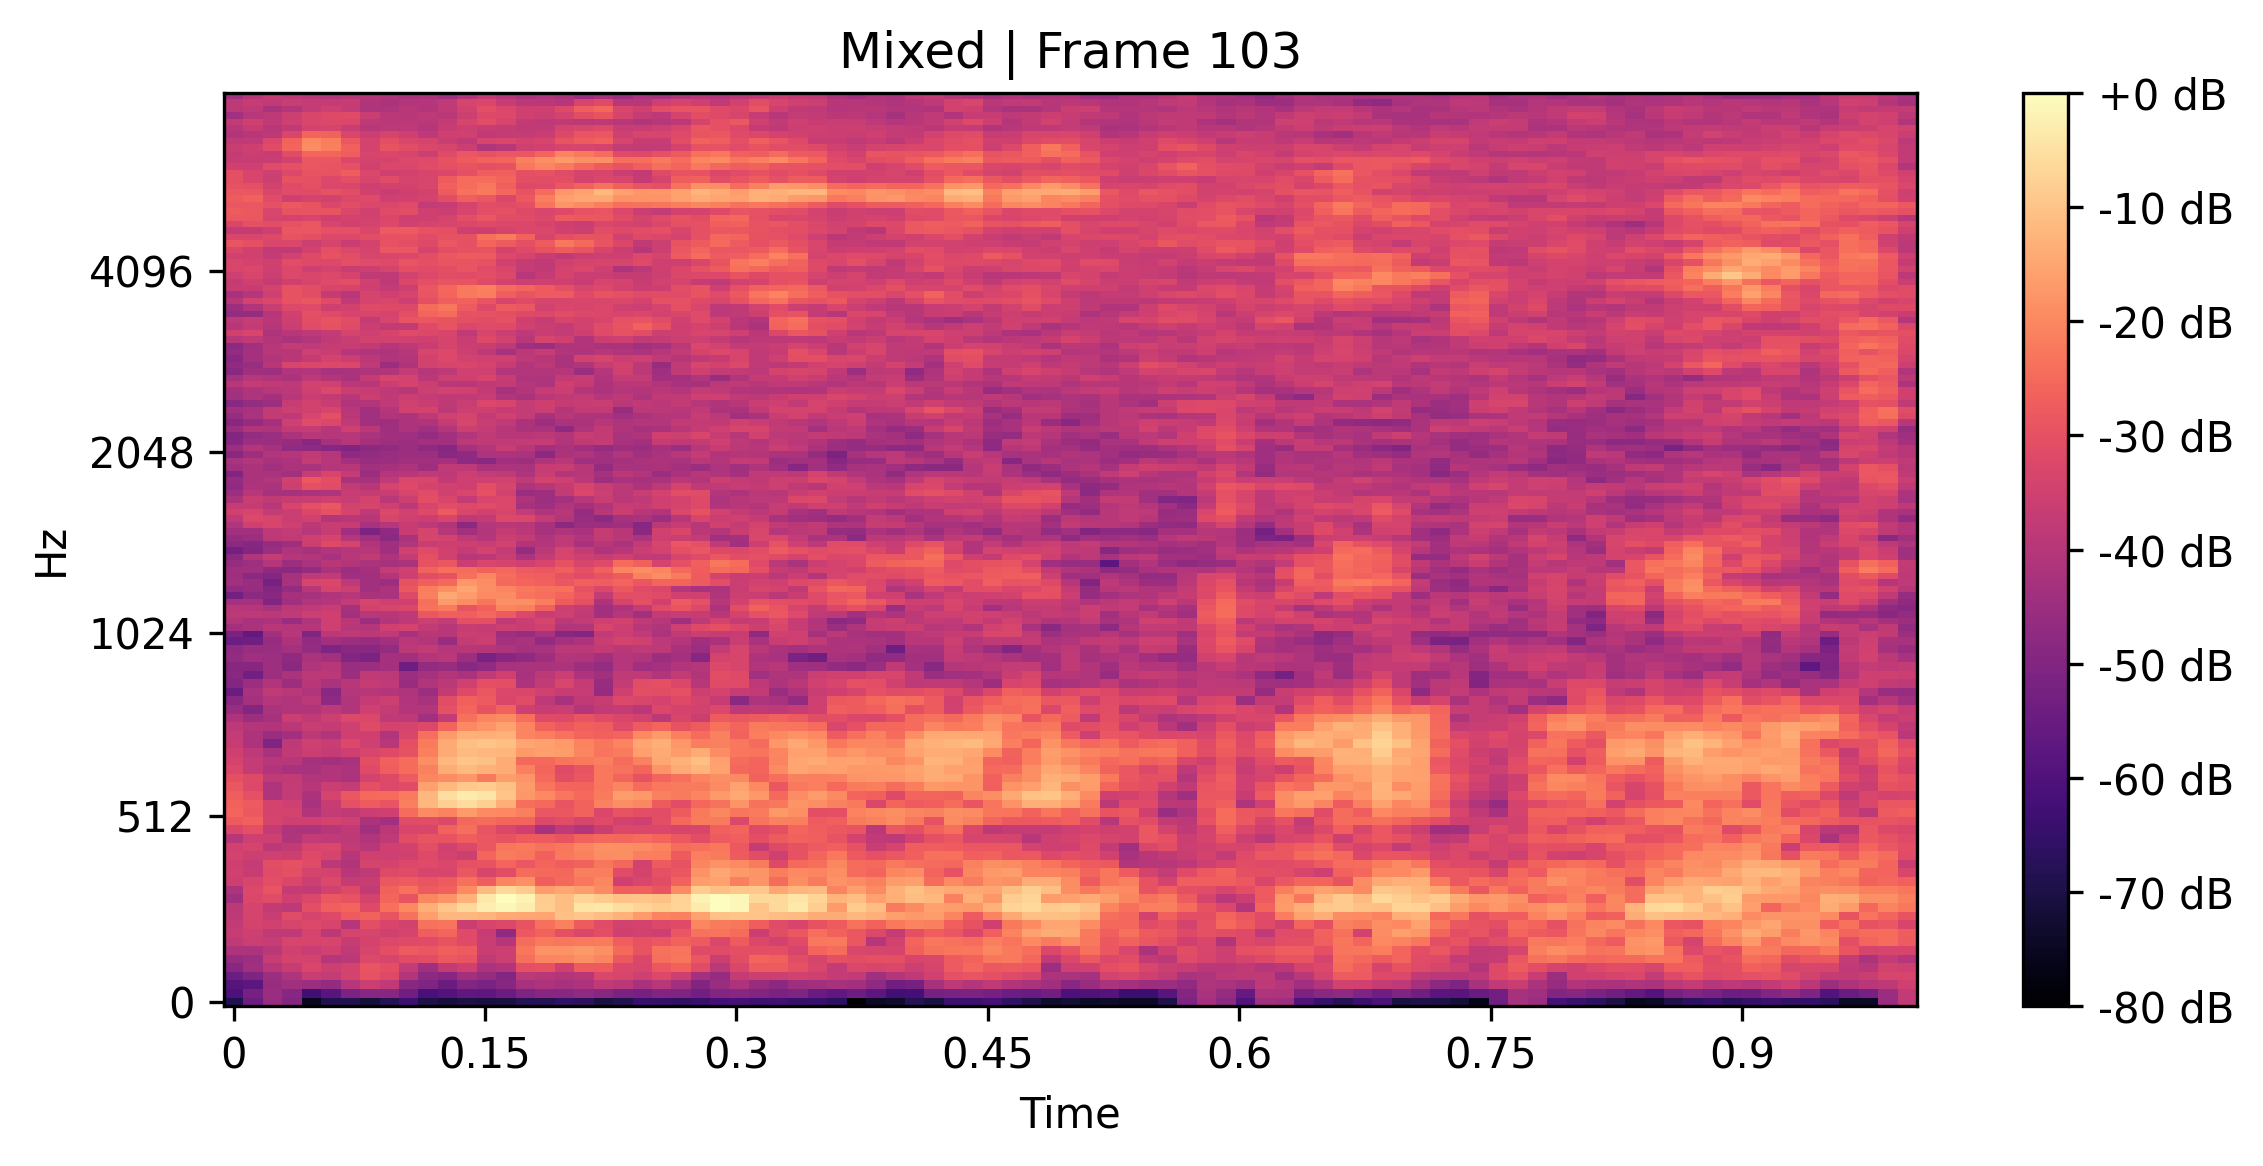 Mixed | Frame 103
+0 dB
-10 dB
-20 dB
-30 dB
-40 dB
-50 dB
-60 dB
-70 dB
-80 dB
4096
2048
1024
512
0
Hz
0 0.15 0.3 0.45 0.6 0.75 0.9
Time